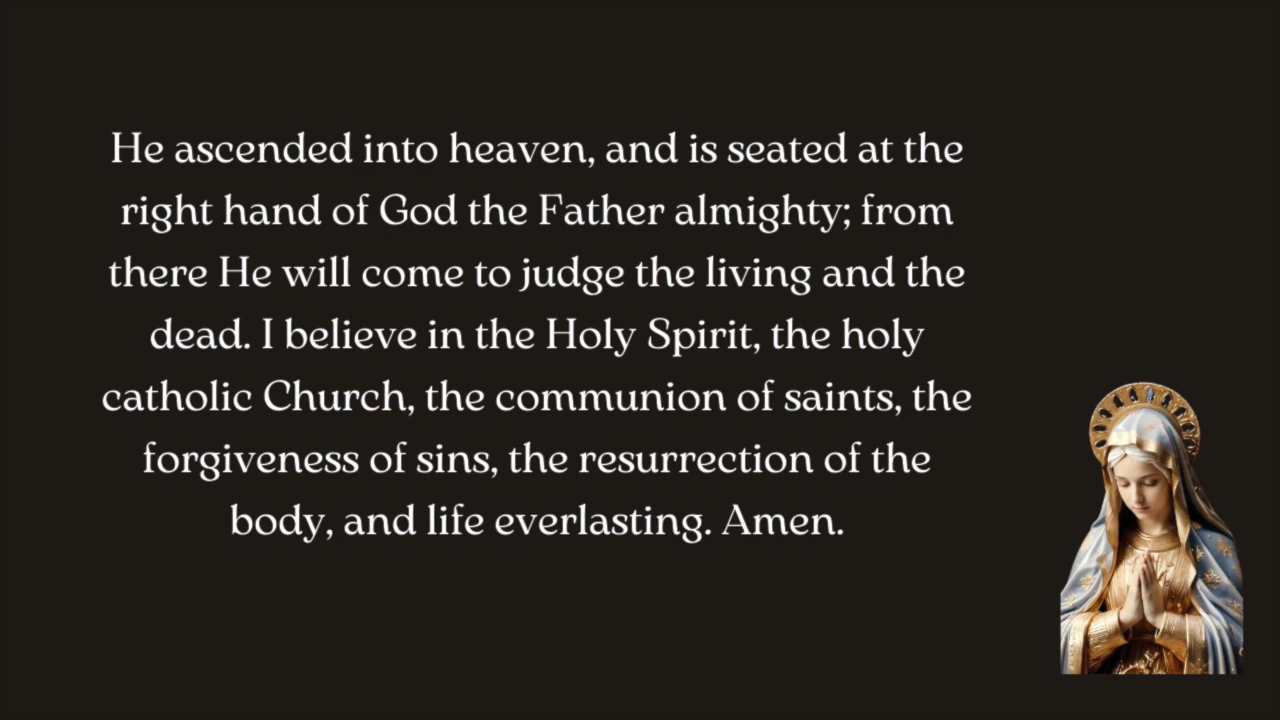 He ascended into heaven, and is seated at the
right hand of God the Father almighty; from
there He will come to judge the living and the
dead. I believe in the Holy Spirit, the holy
catholic Church, the communion of saints, the
forgiveness of sins, the resurrection of the
body, and life everlasting. Amen.